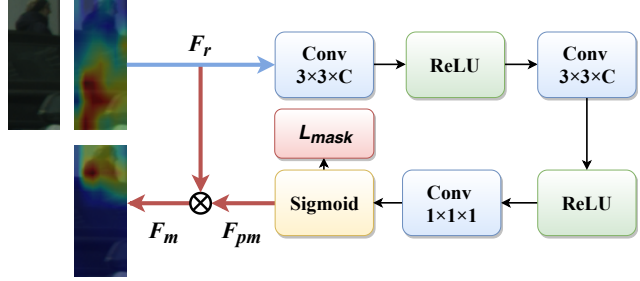 F_r
Conv
3×3×C
ReLU
Conv
3×3×C
L_mask
F_m
F_pm
Sigmoid
Conv
1×1×1
ReLU